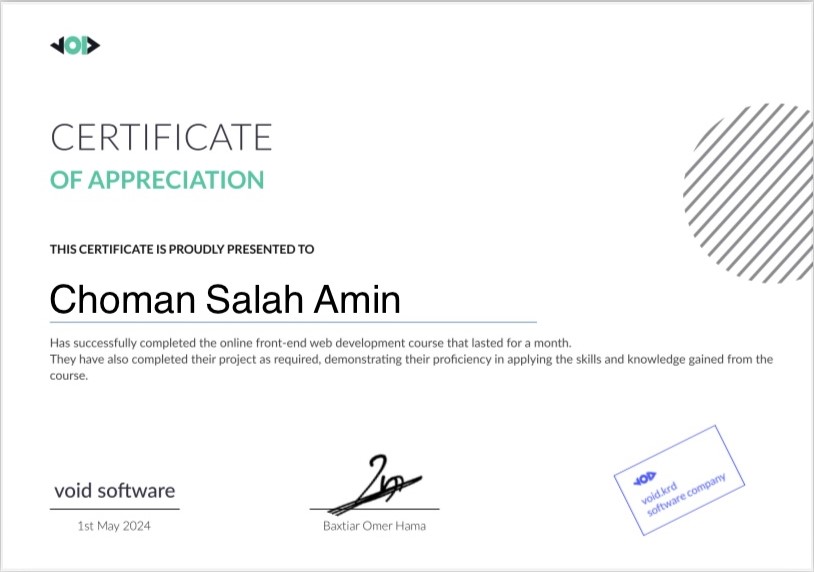 VOID
CERTIFICATE
OF APPRECIATION
THIS CERTIFICATE IS PROUDLY PRESENTED TO
Choman Salah Amin
Has successfully completed the online front-end web development course that lasted for a month.
They have also completed their project as required, demonstrating their proficiency in applying the skills and knowledge gained from the
course.
void software
1st May 2024
Baxtiar Omer Hama
VOID
void.krd
software company